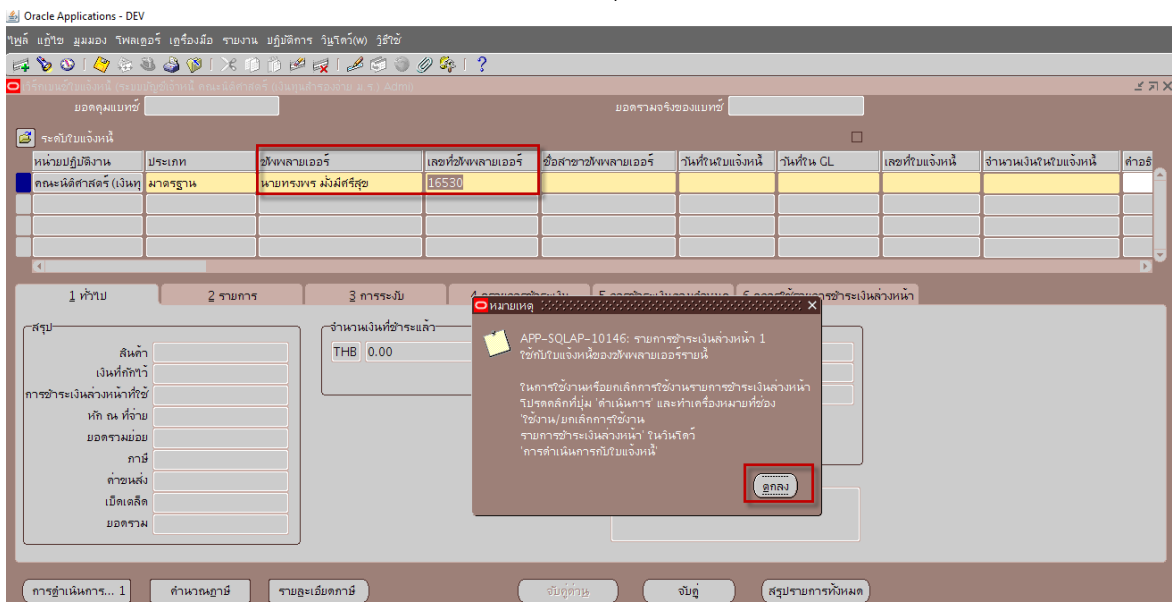 Oracle Applications - DEV
ไฟล์ แก้ไข มุมมอง โฟลเดอร์ เครื่องมือ รายงาน ปฏิบัติการ วินโดว์(W) วิธีใช้
ยอดคุมแบทช์
ยอดรวมจริงของแบทช์
ระดับใบแจ้งหนี้
หน่วยปฏิบัติงาน ประเภท ซัพพลายเออร์ เลขที่ซัพพลายเออร์ ชื่อสาขาซัพพลายเออร์ วันที่ในใบแจ้งหนี้ วันที่ใน GL เลขที่ใบแจ้งหนี้ จำนวนเงินในใบแจ้งหนี้ คำอธิ
คณะนิติศาสตร์ (เงินทุ มาตรฐาน นายทรงพร มั่งมีศรีสุข 16530
1 ทั่วไป 2 รายการ 3 การระงับ
สรุป
สินค้า
เงินที่กักไว้
การชำระเงินล่วงหน้าที่ใช้
หัก ณ ที่จ่าย
ยอดรวมย่อย
ภาษี
ค่าขนส่ง
เบ็ดเตล็ด
ยอดรวม
จำนวนเงินที่ชำระแล้ว
THB 0.00
หมายเหตุ
APP-SQLAP-10146: รายการชำระเงินล่วงหน้า 1
ใช้กับใบแจ้งหนี้ของซัพพลายเออร์รายนี้
ในการใช้งานหรือยกเลิกการใช้งานรายการชำระเงินล่วงหน้า
โปรดคลิกที่ปุ่ม 'ดำเนินการ' และทำเครื่องหมายที่ช่อง
'ใช้งาน/ยกเลิกการใช้งาน
รายการชำระเงินล่วงหน้า' ในวินโดว์
'การดำเนินการกับใบแจ้งหนี้'
ตกลง
การดำเนินการ... 1 คำนวณภาษี รายละเอียดภาษี จับคู่ด่วน จับคู่ สรุปรายการทั้งหมด